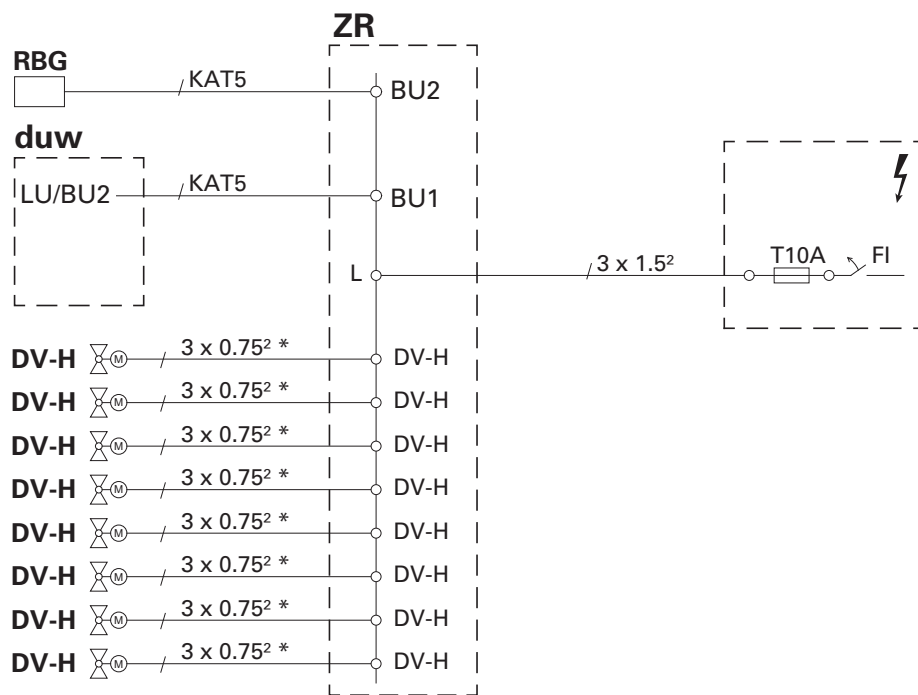 ZR
RBG
KAT5
BU2
duw
LU/BU2
KAT5
BU1
L
3 x 1.5²
T10A
FI
DV-H M 3 x 0.75² * DV-H
DV-H M 3 x 0.75² * DV-H
DV-H M 3 x 0.75² * DV-H
DV-H M 3 x 0.75² * DV-H
DV-H M 3 x 0.75² * DV-H
DV-H M 3 x 0.75² * DV-H
DV-H M 3 x 0.75² * DV-H
DV-H M 3 x 0.75² * DV-H